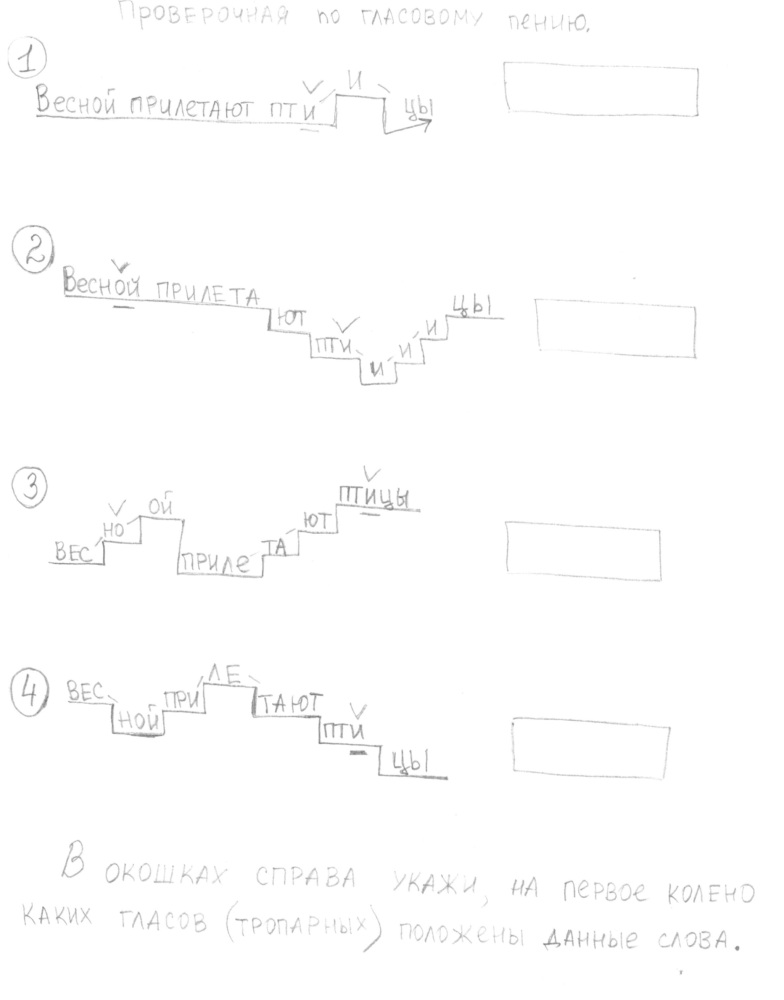 Проверочная по гласовому пению.
1
Весной прилетают пти и цы
2
Весной прилета ют пти и и и цы
3
вес но ой приле та ют птицы
4
вес ной при ле тают пти цы
В окошках справа укажи, на первое колено
каких гласов (тропарных) положены данные слова.